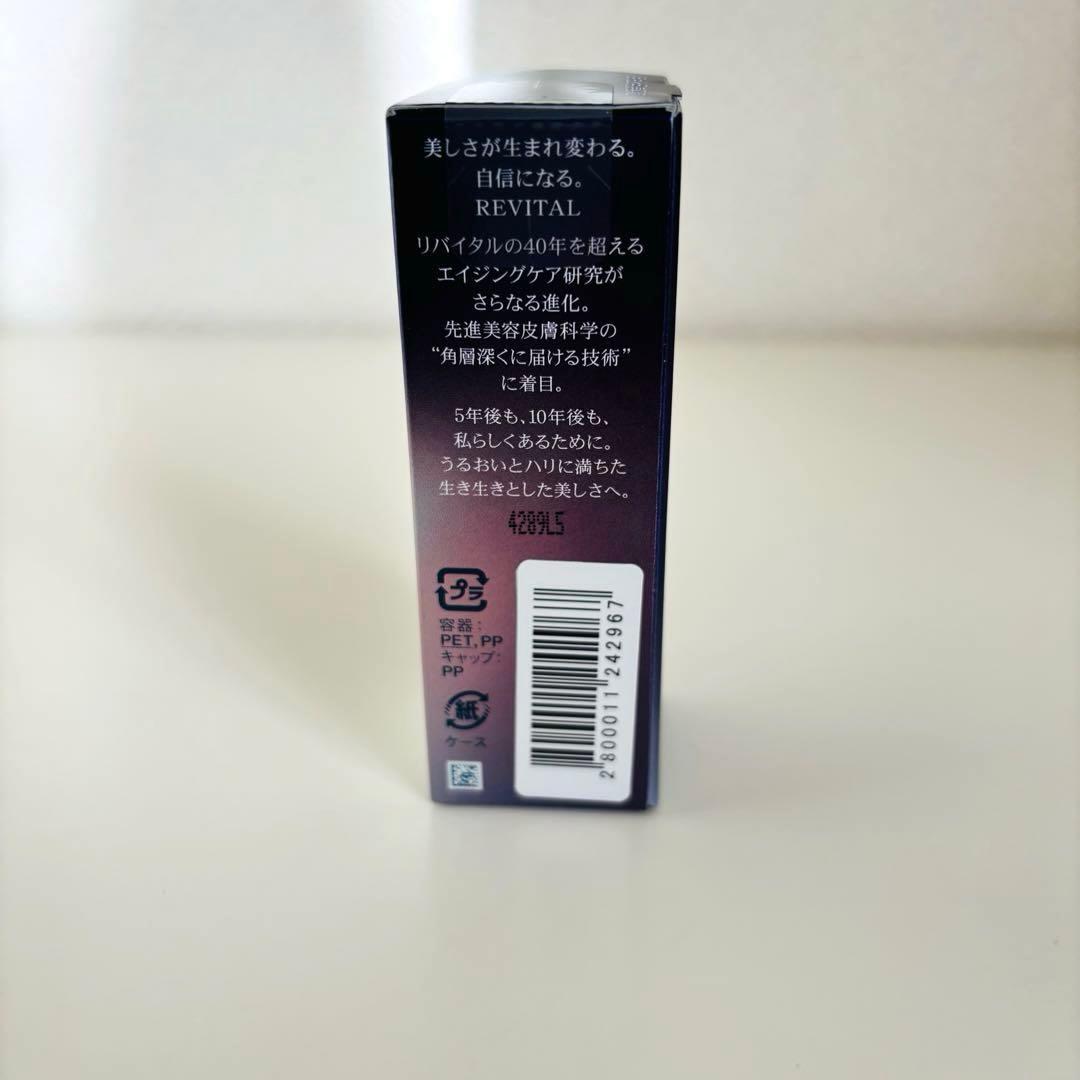 美しさが生まれ変わる。
自信になる。
REVITAL
リバイタルの40年を超える
エイジングケア研究が
さらなる進化。
先進美容皮膚科学の
“角層深くに届ける技術”
に着目。
5年後も、10年後も、
私らしくあるために。
うるおいとハリに満ちた
生き生きとした美しさへ。
4289L5
プラ
容器:
PET, PP
キャップ:
PP
紙
ケース
2800011242967